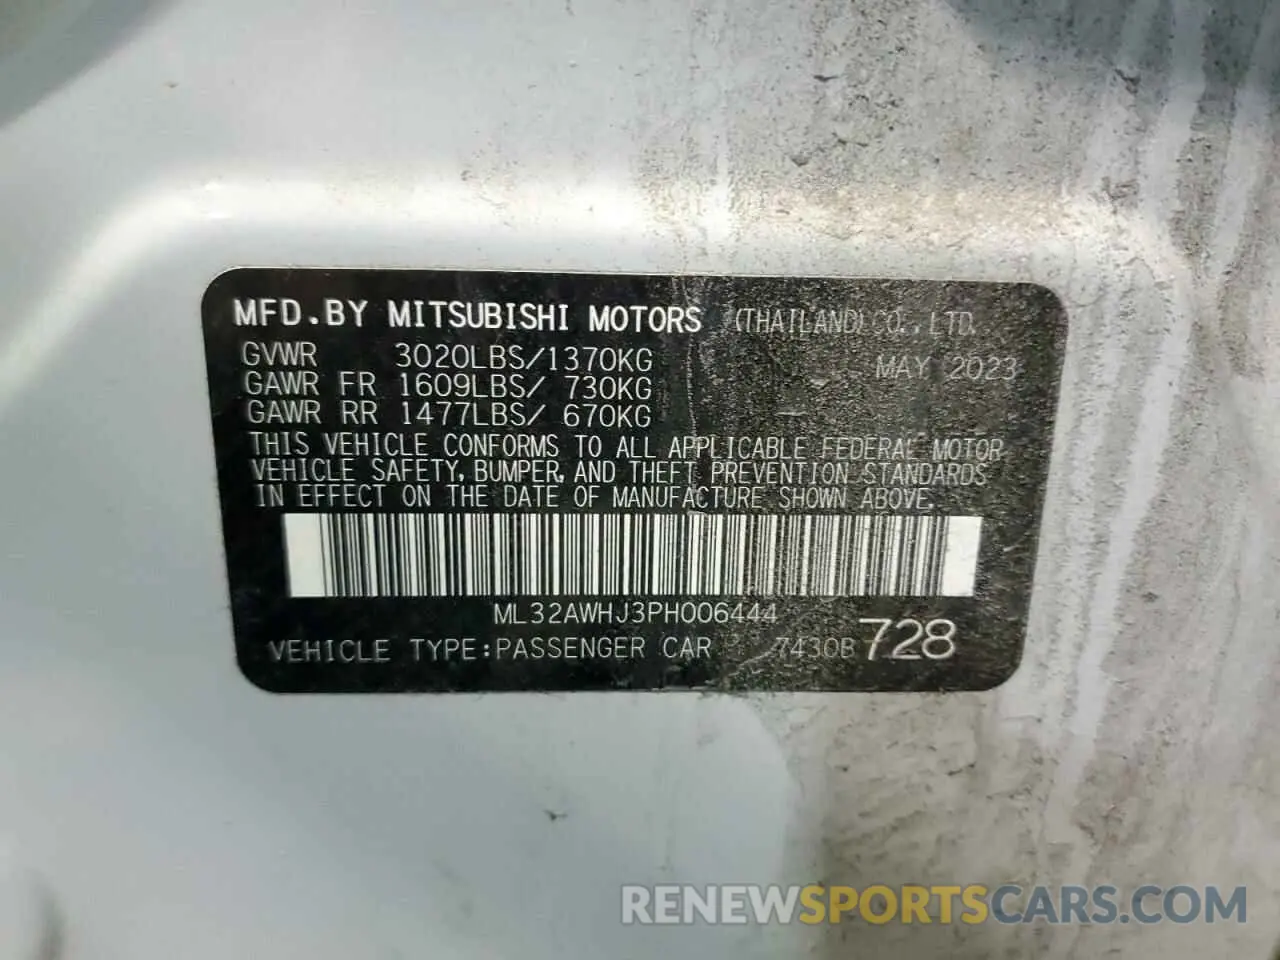 MFD.BY MITSUBISHI MOTORS (THAILAND) CO., LTD.
GVWR 3020LBS/1370KG MAY 2023
GAWR FR 1609LBS/ 730KG
GAWR RR 1477LBS/ 670KG
THIS VEHICLE CONFORMS TO ALL APPLICABLE FEDERAL MOTOR
VEHICLE SAFETY, BUMPER, AND THEFT PREVENTION STANDARDS
IN EFFECT ON THE DATE OF MANUFACTURE SHOWN ABOVE.
ML32AWHJ3PH006444
VEHICLE TYPE:PASSENGER CAR 7430B 728
RENEWSPORTSCARS.COM